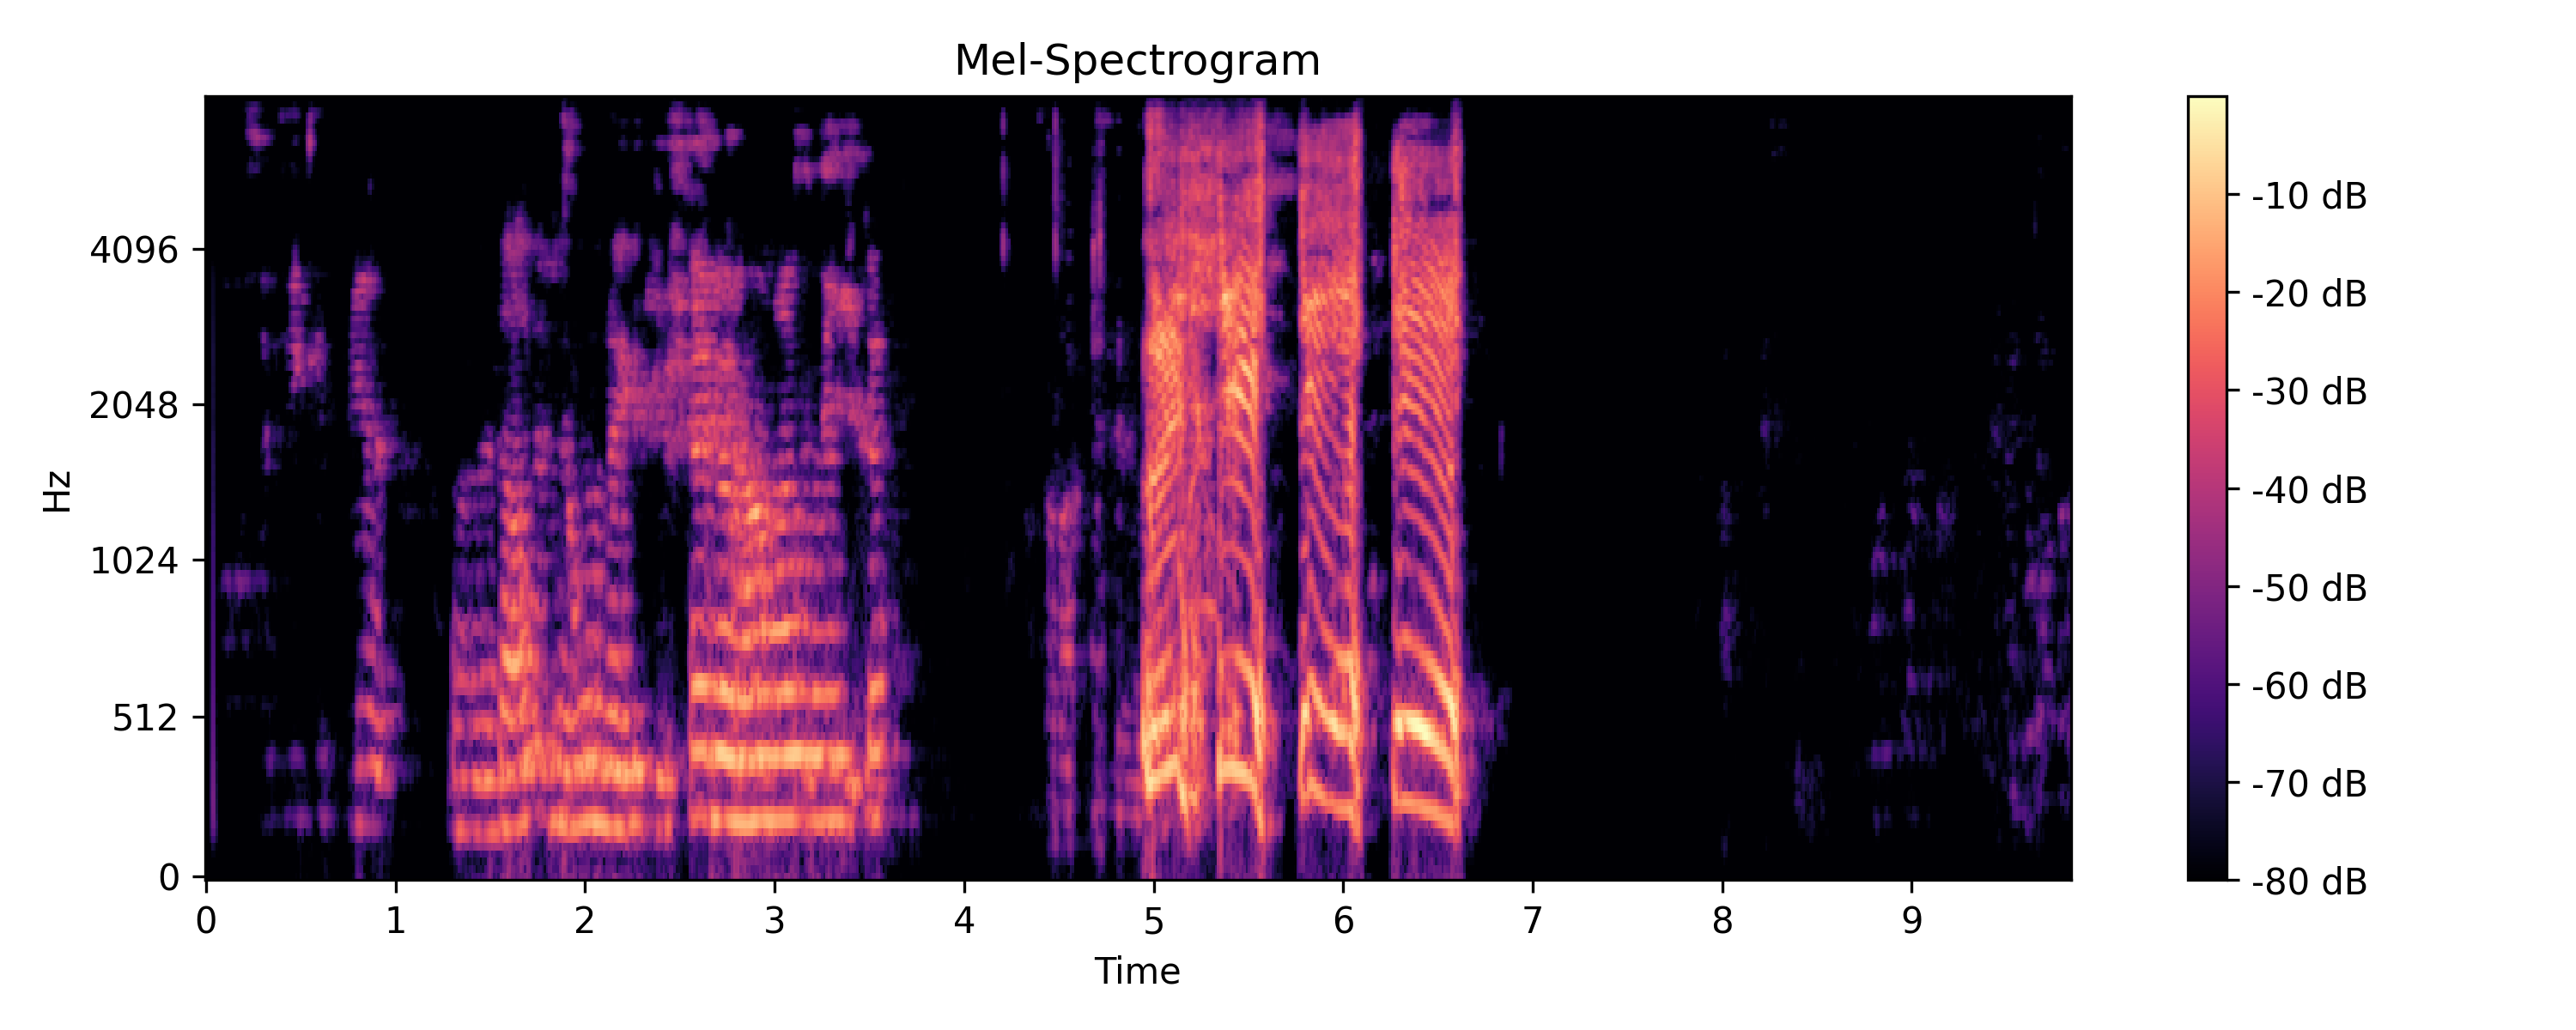 Mel-Spectrogram
Hz
4096
2048
1024
512
0
0 1 2 3 4 5 6 7 8 9
Time
-10 dB
-20 dB
-30 dB
-40 dB
-50 dB
-60 dB
-70 dB
-80 dB